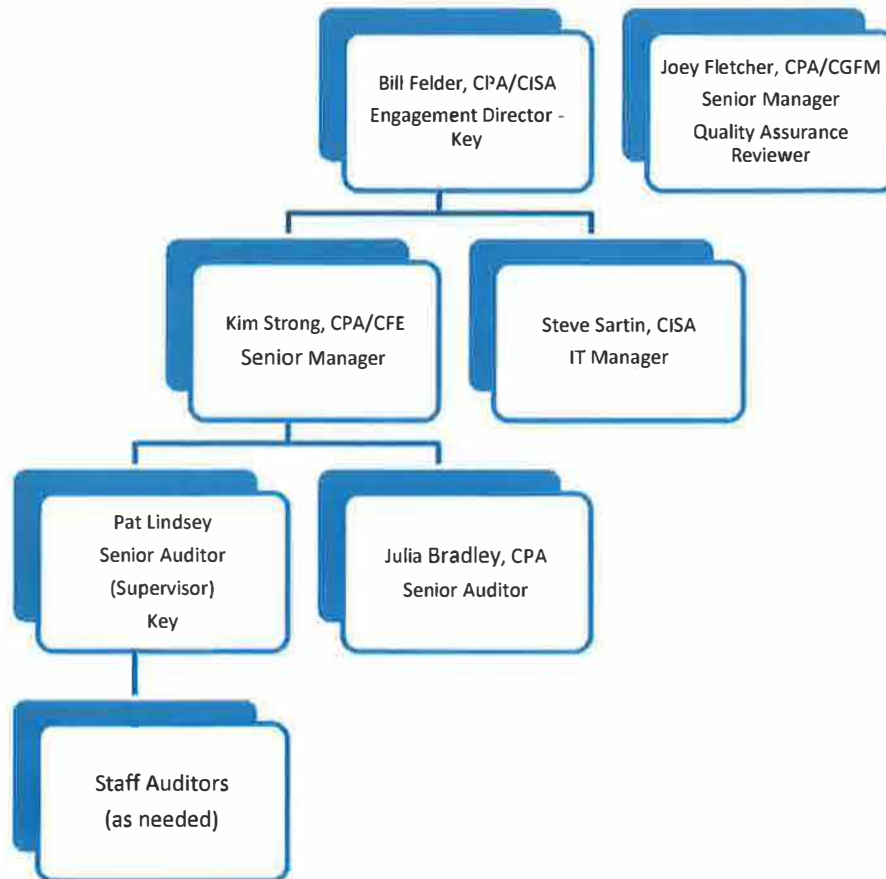 Bill Felder, CPA/CISA
Engagement Director -
Key
Joey Fletcher, CPA/CGFM
Senior Manager
Quality Assurance
Reviewer
Kim Strong, CPA/CFE
Senior Manager
Steve Sartin, CISA
IT Manager
Pat Lindsey
Senior Auditor
(Supervisor)
Key
Julia Bradley, CPA
Senior Auditor
Staff Auditors
(as needed)